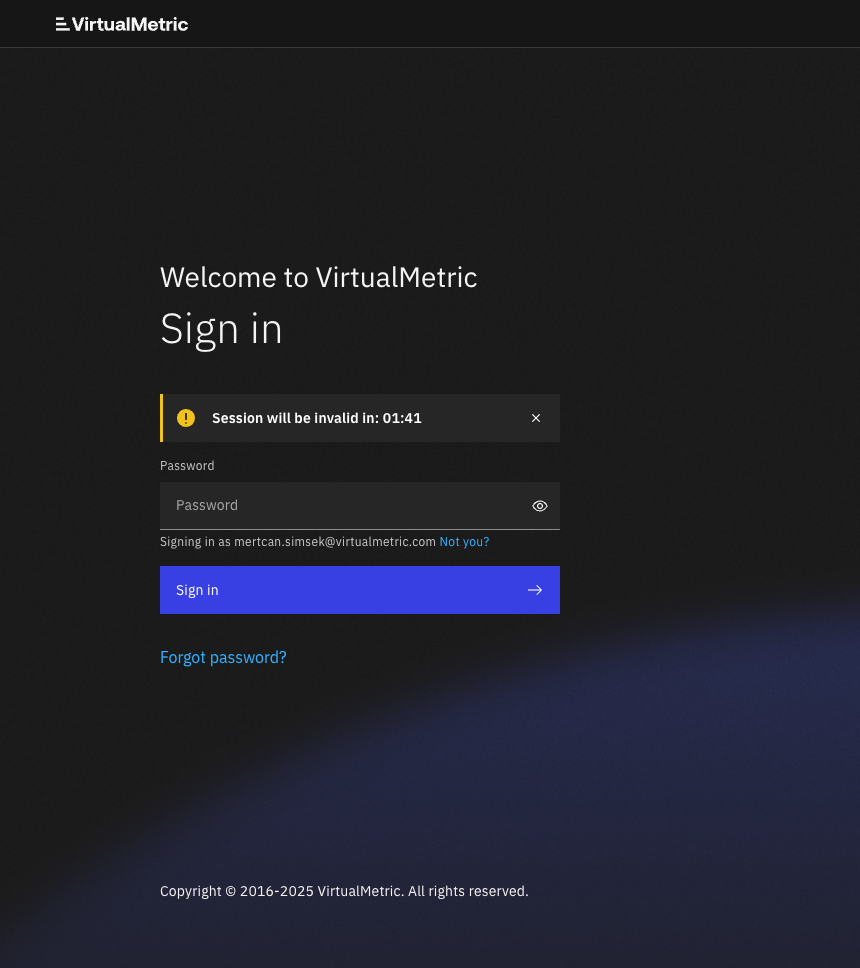 VirtualMetric
Welcome to VirtualMetric
Sign in
Session will be invalid in: 01:41
Password
Password
Signing in as mertcan.simsek@virtualmetric.com Not you?
Sign in
Forgot password?
Copyright © 2016-2025 VirtualMetric. All rights reserved.